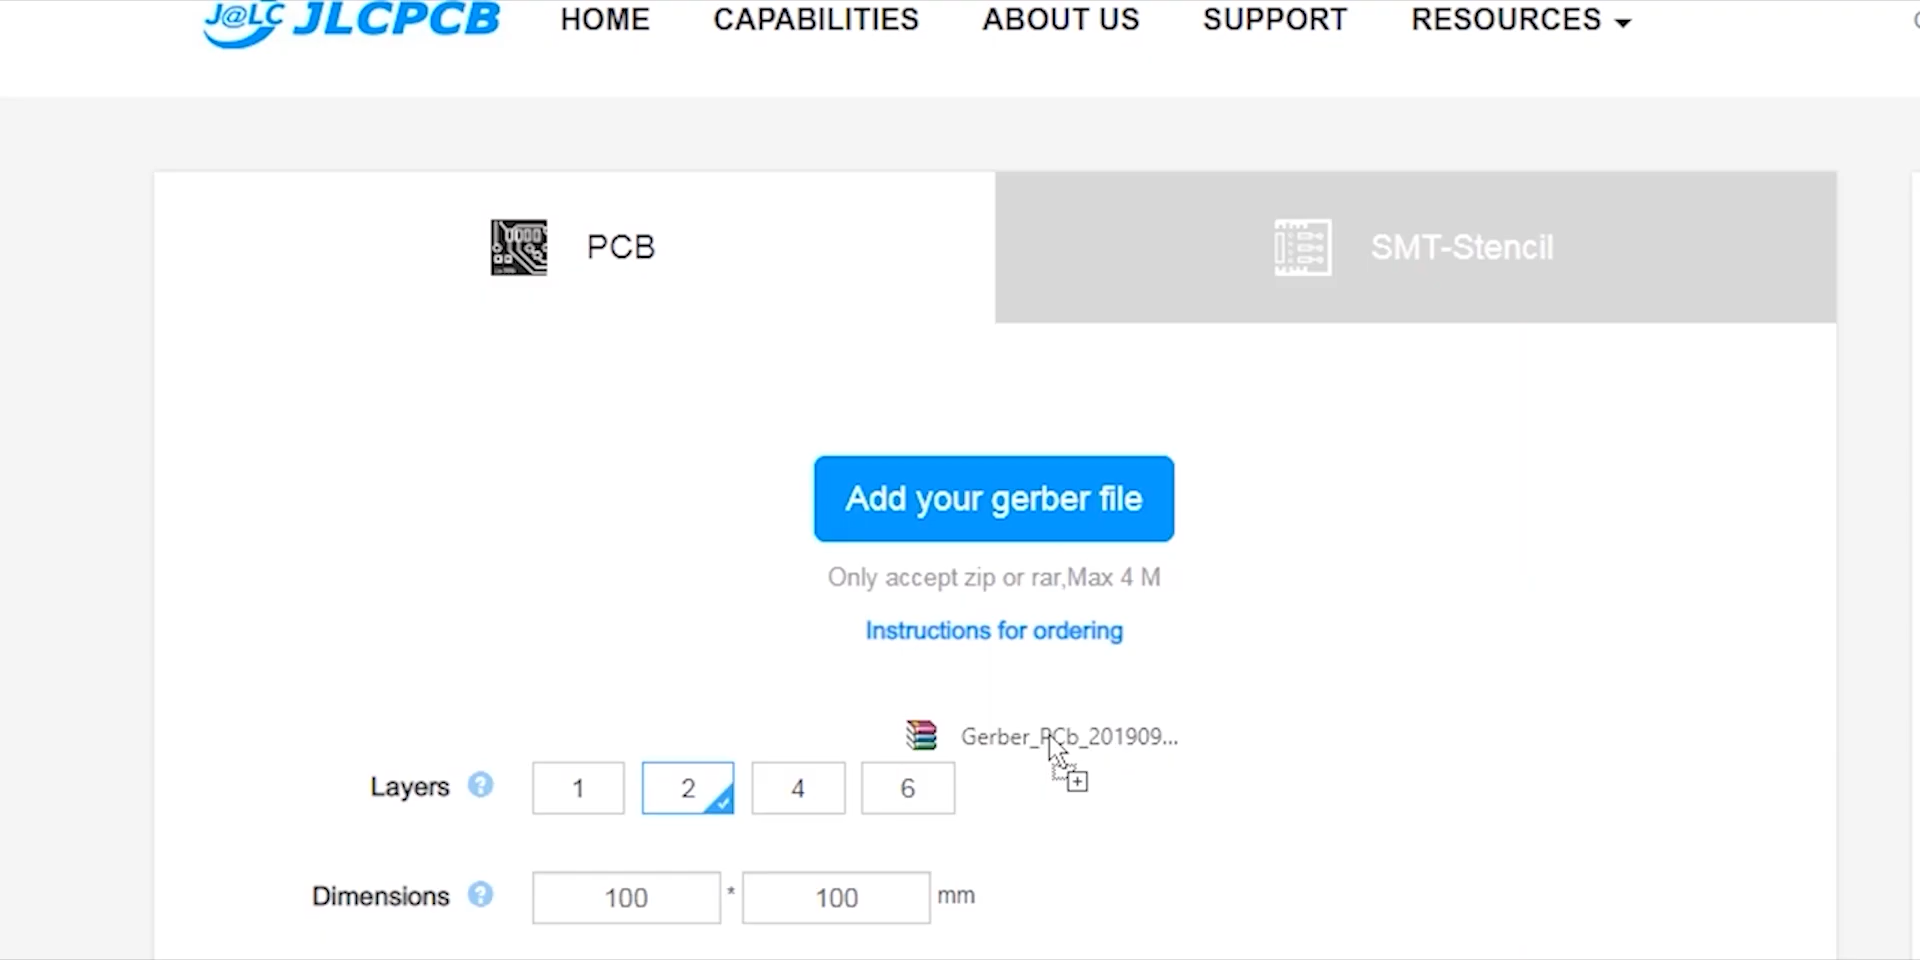 J@LC JLCPCB HOME CAPABILITIES ABOUT US SUPPORT RESOURCES
PCB
SMT-Stencil
Add your gerber file
Only accept zip or rar,Max 4 M
Instructions for ordering
Gerber_PCb_201909...
Layers ? 1 2 4 6
Dimensions ? 100 * 100 mm